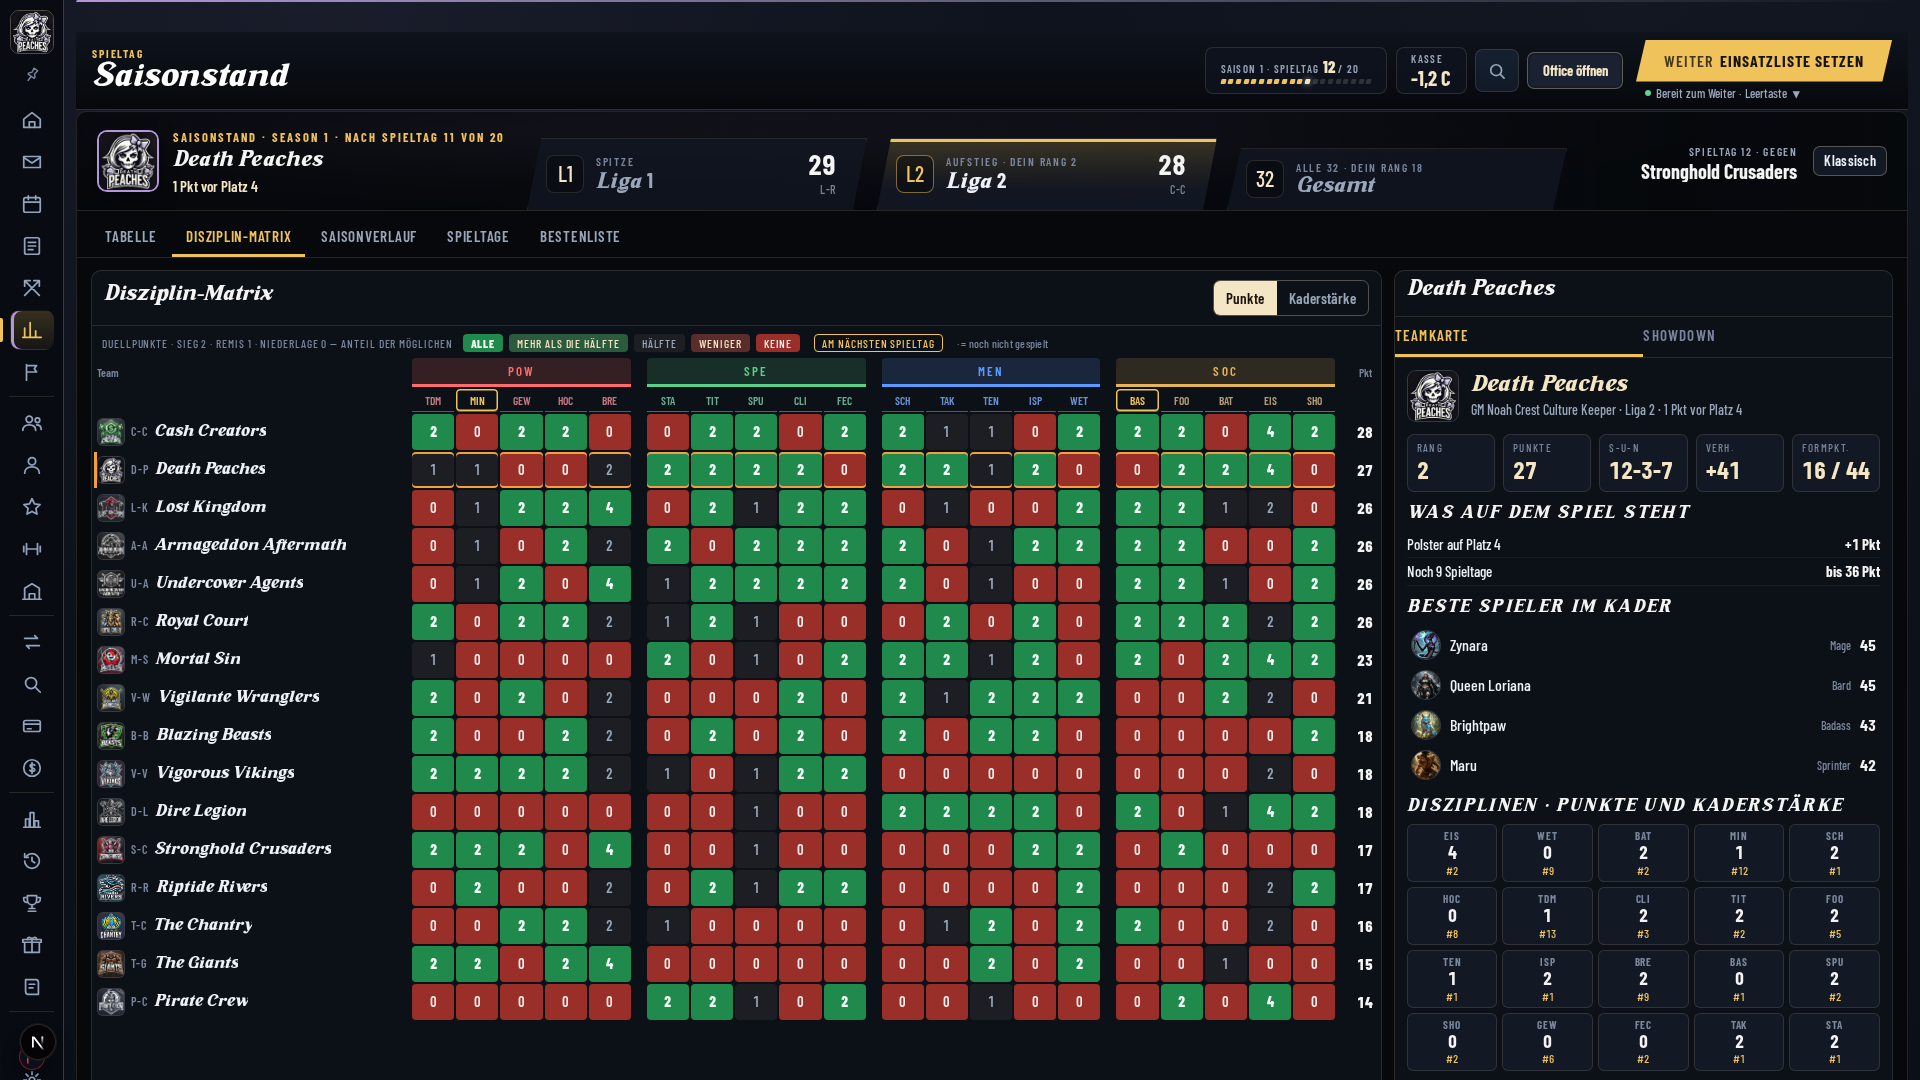 SPIELTAG
Saisonstand
SAISON 1 · SPIELTAG 12 / 20
KASSE
-1,2 C
Office öffnen
WEITER EINSATZLISTE SETZEN
Bereit zum Weiter · Leertaste ▼
SAISONSTAND · SEASON 1 · NACH SPIELTAG 11 VON 20
Death Peaches
1 Pkt vor Platz 4
L1 SPITZE Liga 1 29 L-R
L2 AUFSTIEG · DEIN RANG 2 Liga 2 28 C-C
32 ALLE 32 · DEIN RANG 18 Gesamt
SPIELTAG 12 · GEGEN
Stronghold Crusaders
Klassisch
TABELLE DISZIPLIN-MATRIX SAISONVERLAUF SPIELTAGE BESTENLISTE
Disziplin-Matrix
Punkte Kaderstärke
DUELLPUNKTE · SIEG 2 · REMIS 1 · NIEDERLAGE 0 — ANTEIL DER MÖGLICHEN ALLE MEHR ALS DIE HÄLFTE HÄLFTE WENIGER KEINE AM NÄCHSTEN SPIELTAG · = noch nicht gespielt
Team POW SPE MEN SOC Pkt
TDM MIN GEW HOC BRE STA TIT SPU CLI FEC SCH TAK TEN ISP WET BAS FOO BAT EIS SHO
C-C Cash Creators 2 0 2 2 0 0 2 2 0 2 2 1 1 0 2 2 2 0 4 2 28
D-P Death Peaches 1 1 0 0 2 2 2 2 2 0 2 2 1 2 0 0 2 2 4 0 27
L-K Lost Kingdom 0 1 2 2 4 0 2 1 2 2 0 1 0 0 2 2 2 1 2 0 26
A-A Armageddon Aftermath 0 1 0 2 2 2 0 2 2 2 2 0 1 2 2 2 2 0 0 2 26
U-A Undercover Agents 0 1 2 0 4 1 2 2 2 2 2 0 1 0 0 2 2 1 0 2 26
R-C Royal Court 2 0 2 2 2 1 2 1 0 0 0 2 0 2 0 2 2 2 2 2 26
M-S Mortal Sin 1 0 0 0 0 2 0 1 0 2 2 2 1 2 0 2 0 2 4 2 23
V-W Vigilante Wranglers 2 0 2 0 2 0 0 0 2 0 2 1 2 2 2 0 0 2 2 0 21
B-B Blazing Beasts 2 0 0 2 2 0 2 0 2 0 2 0 2 2 0 0 0 0 0 2 18
V-V Vigorous Vikings 2 2 2 2 2 1 0 1 2 2 0 0 0 0 0 0 0 0 2 0 18
D-L Dire Legion 0 0 0 0 0 0 0 1 0 0 2 2 2 2 0 2 0 1 4 2 18
S-C Stronghold Crusaders 2 2 2 0 4 0 0 1 0 0 0 0 0 2 2 0 2 0 0 0 17
R-R Riptide Rivers 0 2 0 0 2 0 2 1 2 2 0 0 0 0 2 0 0 0 2 2 17
T-C The Chantry 0 0 2 2 2 1 0 0 0 0 0 1 2 0 2 2 0 0 2 0 16
T-G The Giants 2 2 0 2 4 0 0 0 0 0 0 0 2 0 2 0 0 1 0 0 15
P-C Pirate Crew 0 0 0 0 0 2 2 1 0 2 0 0 1 0 0 0 2 0 4 0 14
Death Peaches
TEAMKARTE SHOWDOWN
Death Peaches
GM Noah Crest Culture Keeper · Liga 2 · 1 Pkt vor Platz 4
RANG PUNKTE S-U-N VERH. FORMPKT.
2 27 12-3-7 +41 16 / 44
WAS AUF DEM SPIEL STEHT
Polster auf Platz 4 +1 Pkt
Noch 9 Spieltage bis 36 Pkt
BESTE SPIELER IM KADER
Zynara Mage 45
Queen Loriana Bard 45
Brightpaw Badass 43
Maru Sprinter 42
DISZIPLINEN · PUNKTE UND KADERSTÄRKE
EIS WET BAT MIN SCH
4 0 2 1 2
#2 #9 #2 #12 #1
HOC TDM CLI TIT FOO
0 1 2 2 2
#8 #13 #3 #2 #5
TEN ISP BRE BAS SPU
1 2 2 0 2
#1 #1 #9 #1 #2
SHO GEW FEC TAK STA
0 0 0 2 2
#2 #6 #2 #1 #1
N